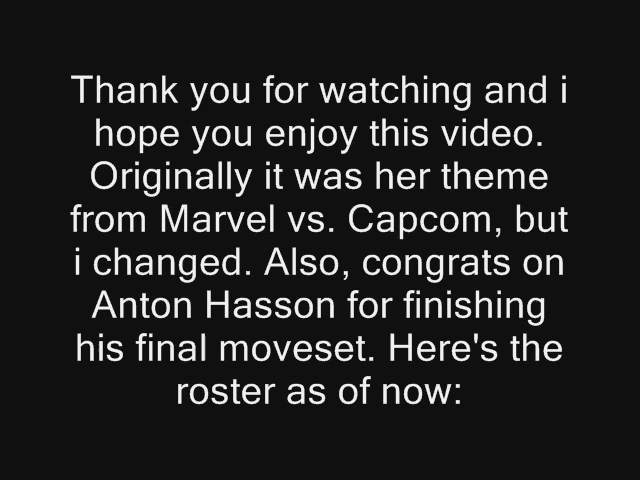 Thank you for watching and i
hope you enjoy this video.
Originally it was her theme
from Marvel vs. Capcom, but
i changed. Also, congrats on
Anton Hasson for finishing
his final moveset. Here's the
roster as of now: